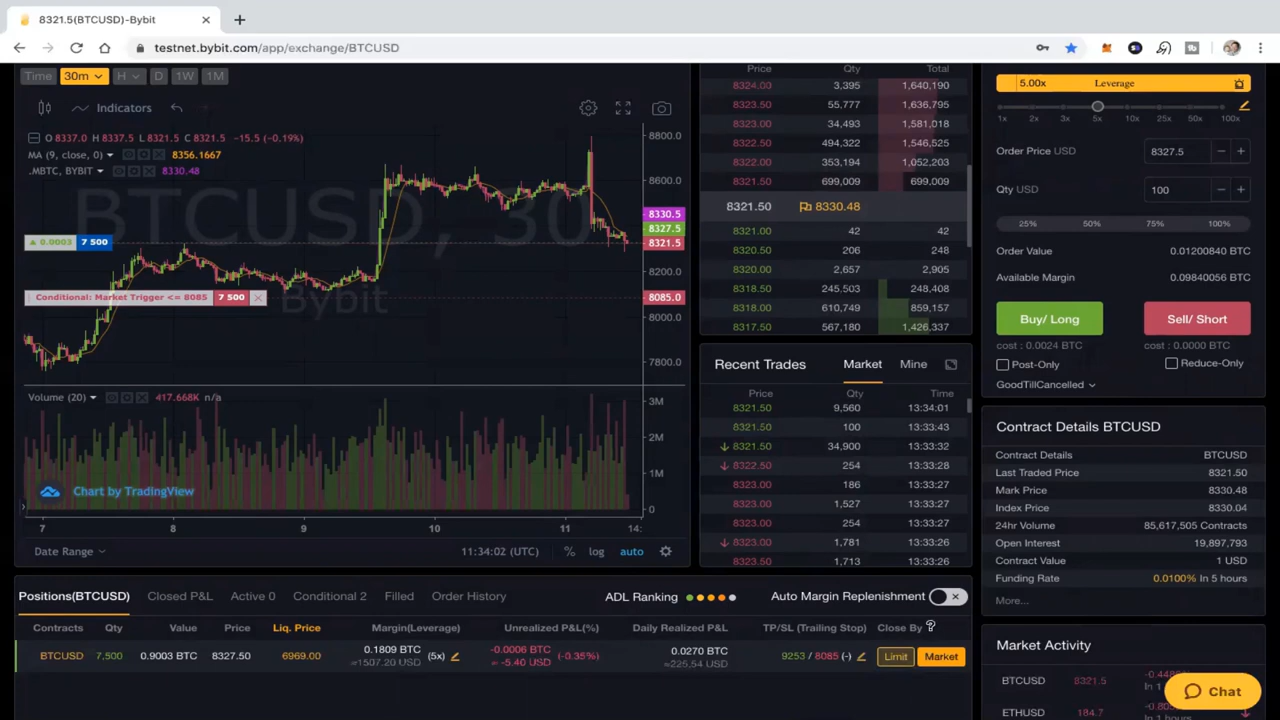 8321.5(BTCUSD)-Bybit
testnet.bybit.com/app/exchange/BTCUSD
Time 30m H D 1W 1M
Indicators
O 8337.0 H 8337.5 L 8321.5 C 8321.5 -15.5 (-0.19%)
MA (9, close, 0) 8356.1667
.MBTC, BYBIT 8330.48
BTCUSD, 30
Bybit
0.9003 7 500
Conditional: Market Trigger <= 8085 7 500
8800.0
8600.0
8330.5
8327.5
8321.5
8200.0
8085.0
8000.0
7800.0
Volume (20) 417.668K n/a
3M
2M
1M
0
Chart by TradingView
7 8 9 10 11 14:
Date Range 11:34:02 (UTC) % log auto
Price Qty Total
8324.00 3,395 1,640,190
8323.50 55,777 1,636,795
8323.00 34,493 1,581,018
8322.50 494,322 1,546,525
8322.00 353,194 1,052,203
8321.50 699,009 699,009
8321.50 8330.48
8321.00 42 42
8320.50 206 248
8320.00 2,657 2,905
8318.50 245,503 248,408
8318.00 610,749 859,157
8317.50 567,180 1,426,337
Recent Trades Market Mine
Price Qty Time
8321.50 9,560 13:34:01
8321.50 100 13:33:43
8321.50 34,900 13:33:32
8322.50 254 13:33:28
8323.00 186 13:33:28
8323.00 1,527 13:33:27
8323.00 254 13:33:27
8323.00 1,781 13:33:27
8323.50 1,713 13:33:27
5.00x Leverage
1x 2x 3x 5x 10x 25x 50x 100x
Order Price USD 8327.5 − +
Qty USD 100 − +
25% 50% 75% 100%
Order Value 0.01200840 BTC
Available Margin 0.09840056 BTC
Buy/ Long Sell/ Short
cost : 0.0024 BTC cost : 0.0000 BTC
Post-Only Reduce-Only
GoodTillCancelled
Contract Details BTCUSD
Contract Details BTCUSD
Last Traded Price 8321.50
Mark Price 8330.48
Index Price 8330.04
24hr Volume 85,617,505 Contracts
Open Interest 19,897,793
Contract Value 1 USD
Funding Rate 0.0100% In 5 hours
More...
Market Activity
BTCUSD 8321.5
In 1
ETHUSD 184.7
Chat
Positions(BTCUSD) Closed P&L Active 0 Conditional 2 Filled Order History ADL Ranking Auto Margin Replenishment
Contracts Qty Value Price Liq. Price Margin(Leverage) Unrealized P&L(%) Daily Realized P&L TP/SL (Trailing Stop) Close By
BTCUSD 7,500 0.9003 BTC 8327.50 6969.00 0.1809 BTC (5x) -0.0006 BTC (-0.35%) 0.0270 BTC 9253 / 8085 (-) Limit Market
≈1507.20 USD ≈-5.40 USD ≈225.54 USD